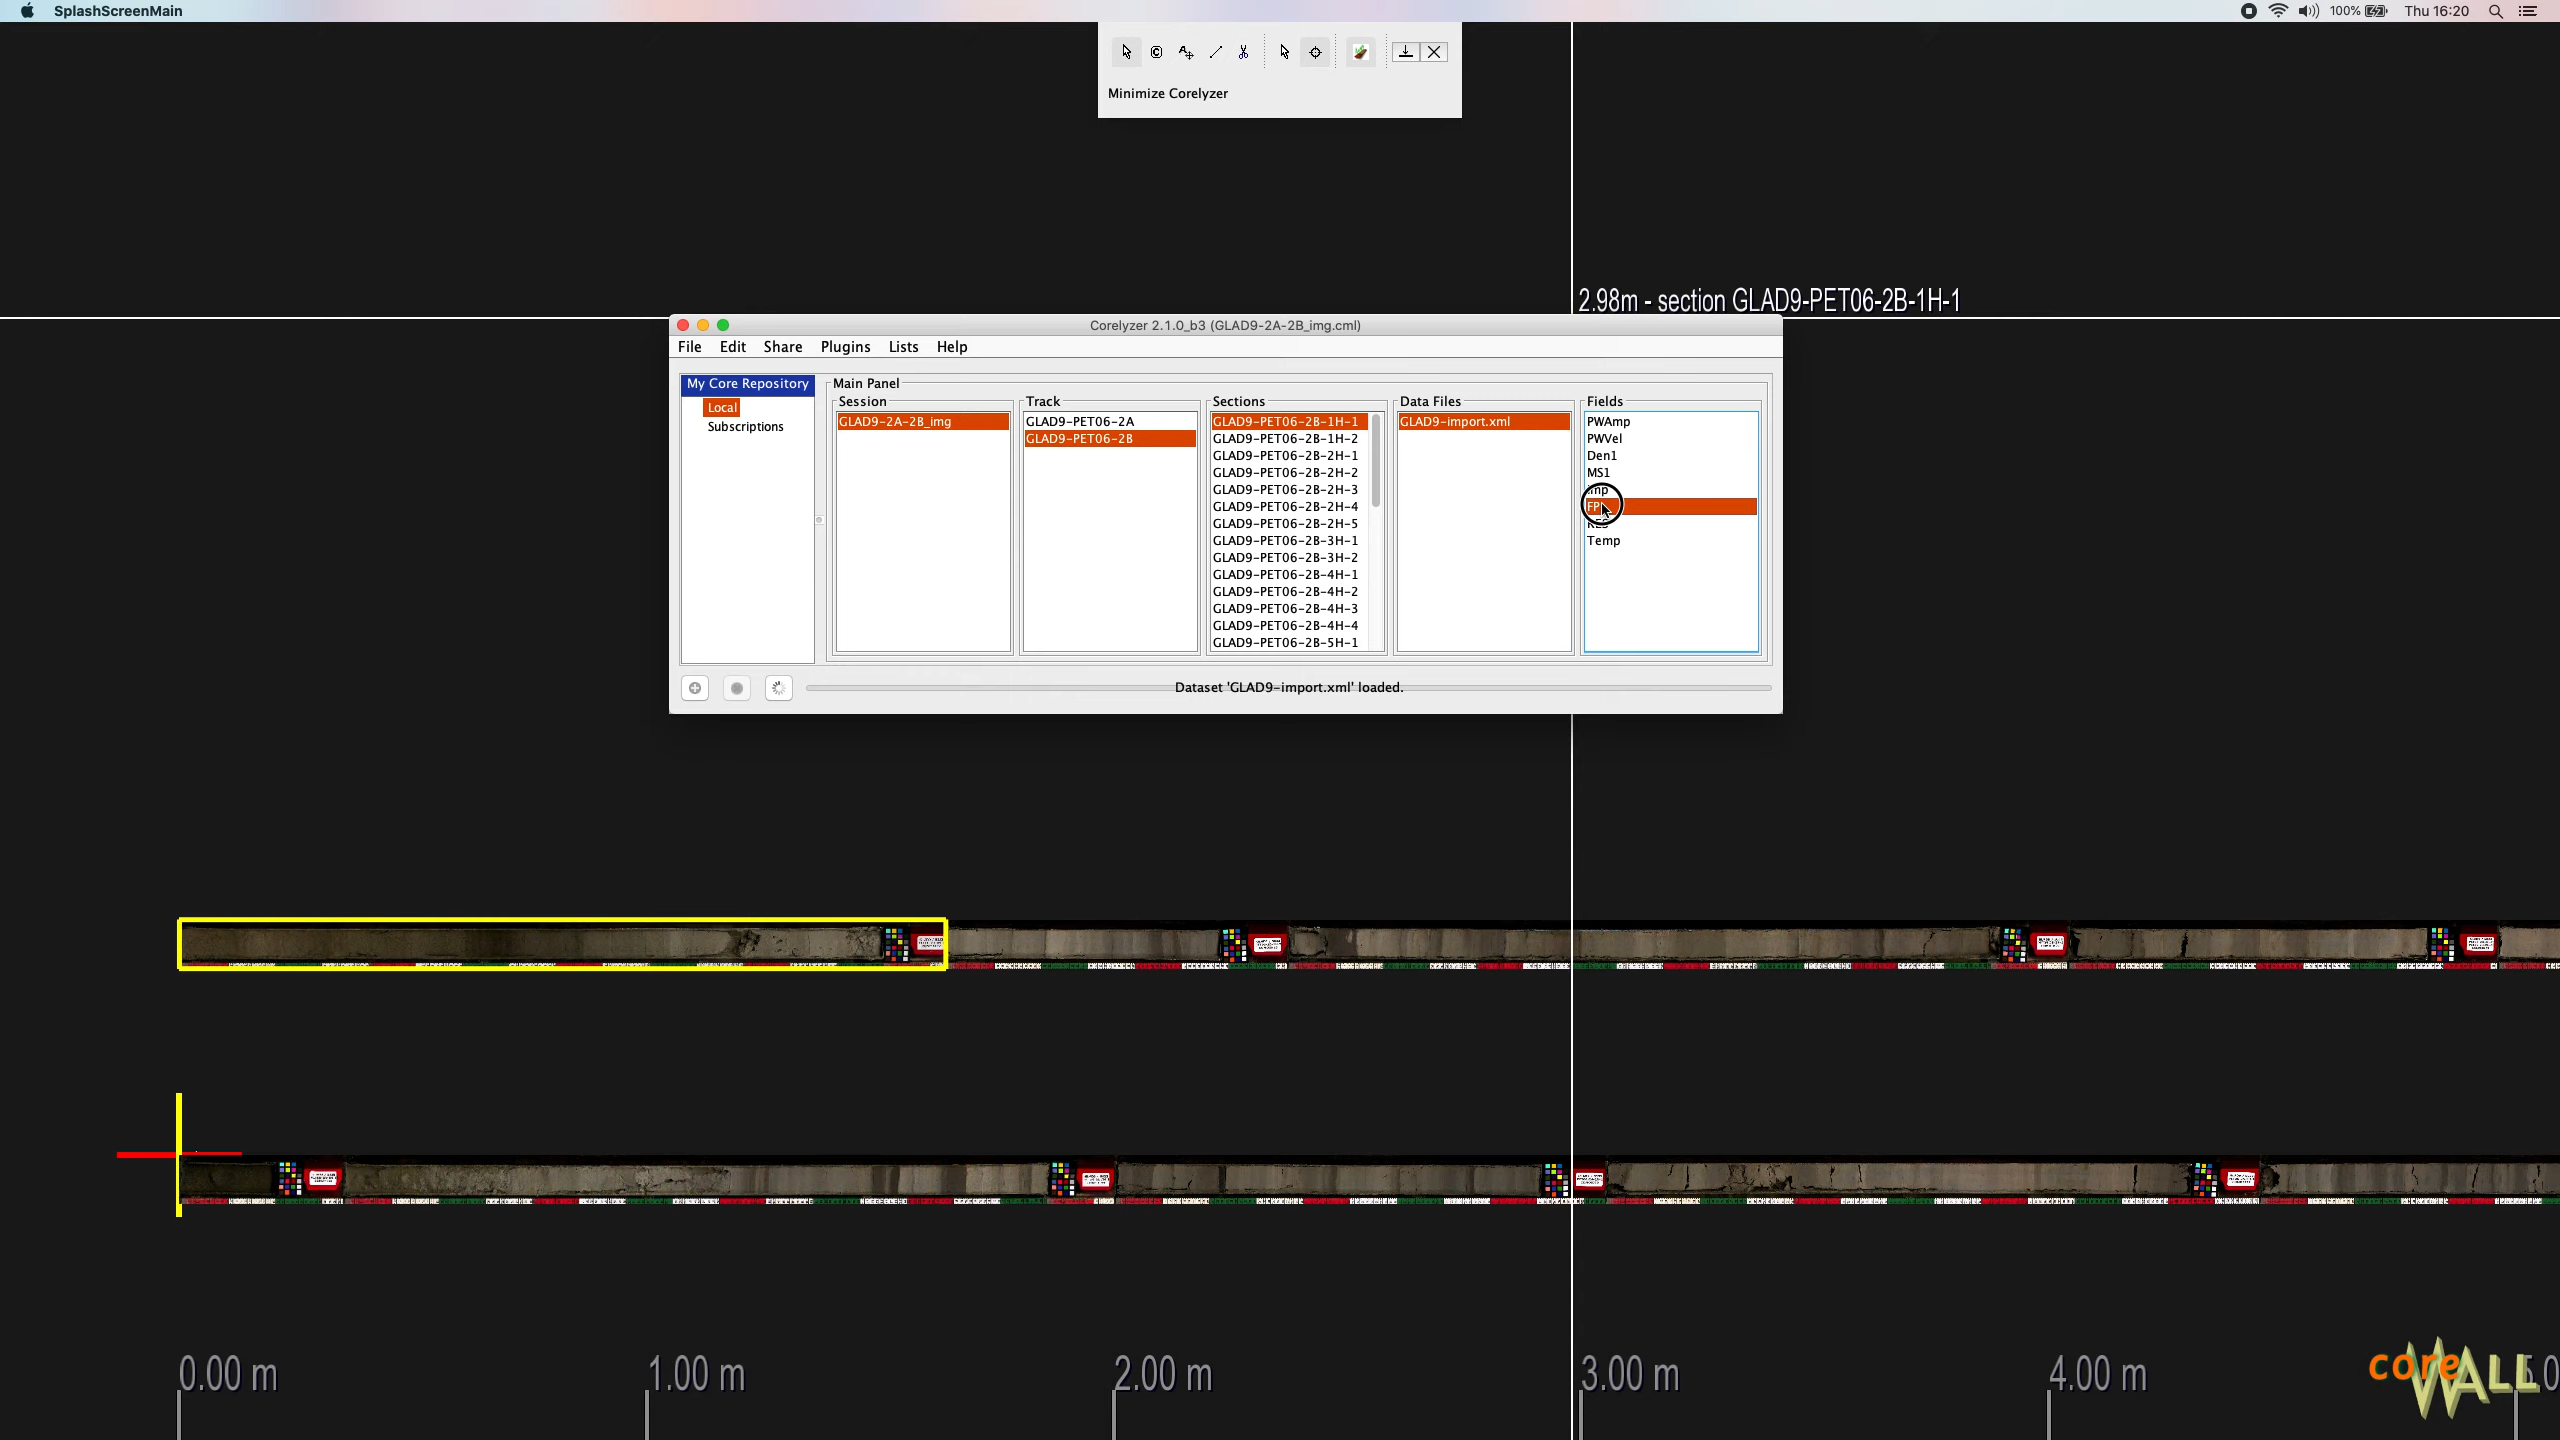 SplashScreenMain
100%
Thu 16:20
Minimize Corelyzer
2.98m - section GLAD9-PET06-2B-1H-1
Corelyzer 2.1.0_b3 (GLAD9-2A-2B_img.cml)
File Edit Share Plugins Lists Help
My Core Repository
Local
Subscriptions
Main Panel
Session
GLAD9-2A-2B_img
Track
GLAD9-PET06-2A
GLAD9-PET06-2B
Sections
GLAD9-PET06-2B-1H-1
GLAD9-PET06-2B-1H-2
GLAD9-PET06-2B-2H-1
GLAD9-PET06-2B-2H-2
GLAD9-PET06-2B-2H-3
GLAD9-PET06-2B-2H-4
GLAD9-PET06-2B-2H-5
GLAD9-PET06-2B-3H-1
GLAD9-PET06-2B-3H-2
GLAD9-PET06-2B-4H-1
GLAD9-PET06-2B-4H-2
GLAD9-PET06-2B-4H-3
GLAD9-PET06-2B-4H-4
GLAD9-PET06-2B-5H-1
Data Files
GLAD9-import.xml
Fields
PWAmp
PWVel
Den1
MS1
Imp
RES
Temp
Dataset 'GLAD9-import.xml' loaded.
0.00 m
1.00 m
2.00 m
3.00 m
4.00 m
coreWALL